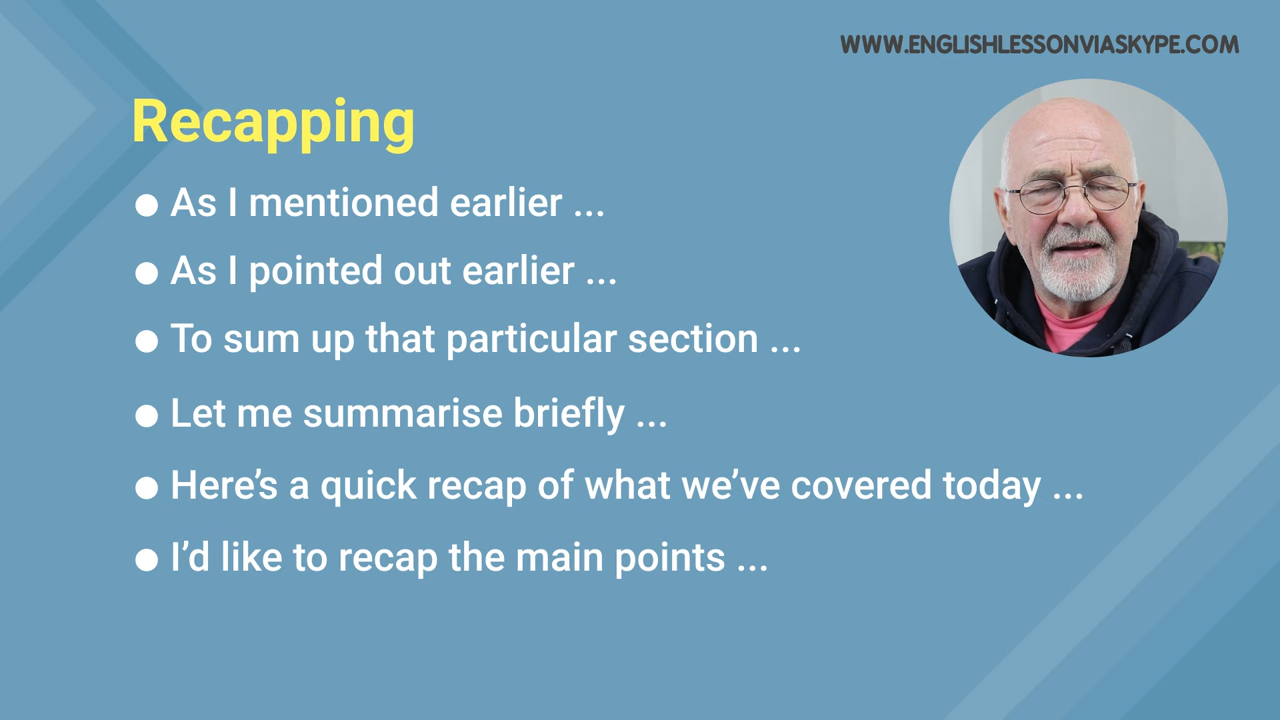 WWW.ENGLISHLESSONVIASKYPE.COM
Recapping
● As I mentioned earlier ...
● As I pointed out earlier ...
● To sum up that particular section ...
● Let me summarise briefly ...
● Here’s a quick recap of what we’ve covered today ...
● I’d like to recap the main points ...